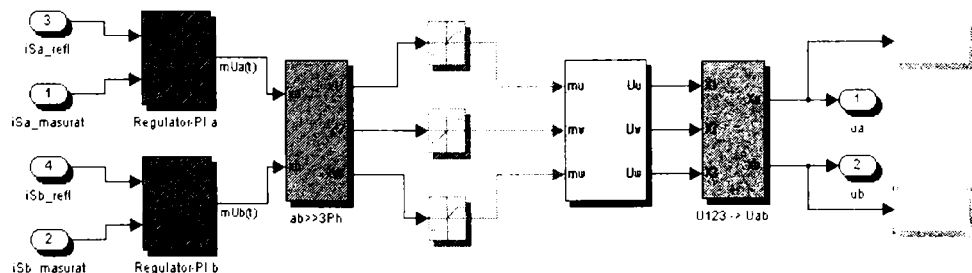 3
iSa_refl
1
iSa_masurat
Regulator-PI a
mUa(t)
4
iSb_refl
2
iSb_masurat
Regulator-PI b
mUb(t)
ab>>3Ph
mu
mv
mw
Uu
Uv
Uw
U123 -> Uab
1
ua
2
ub